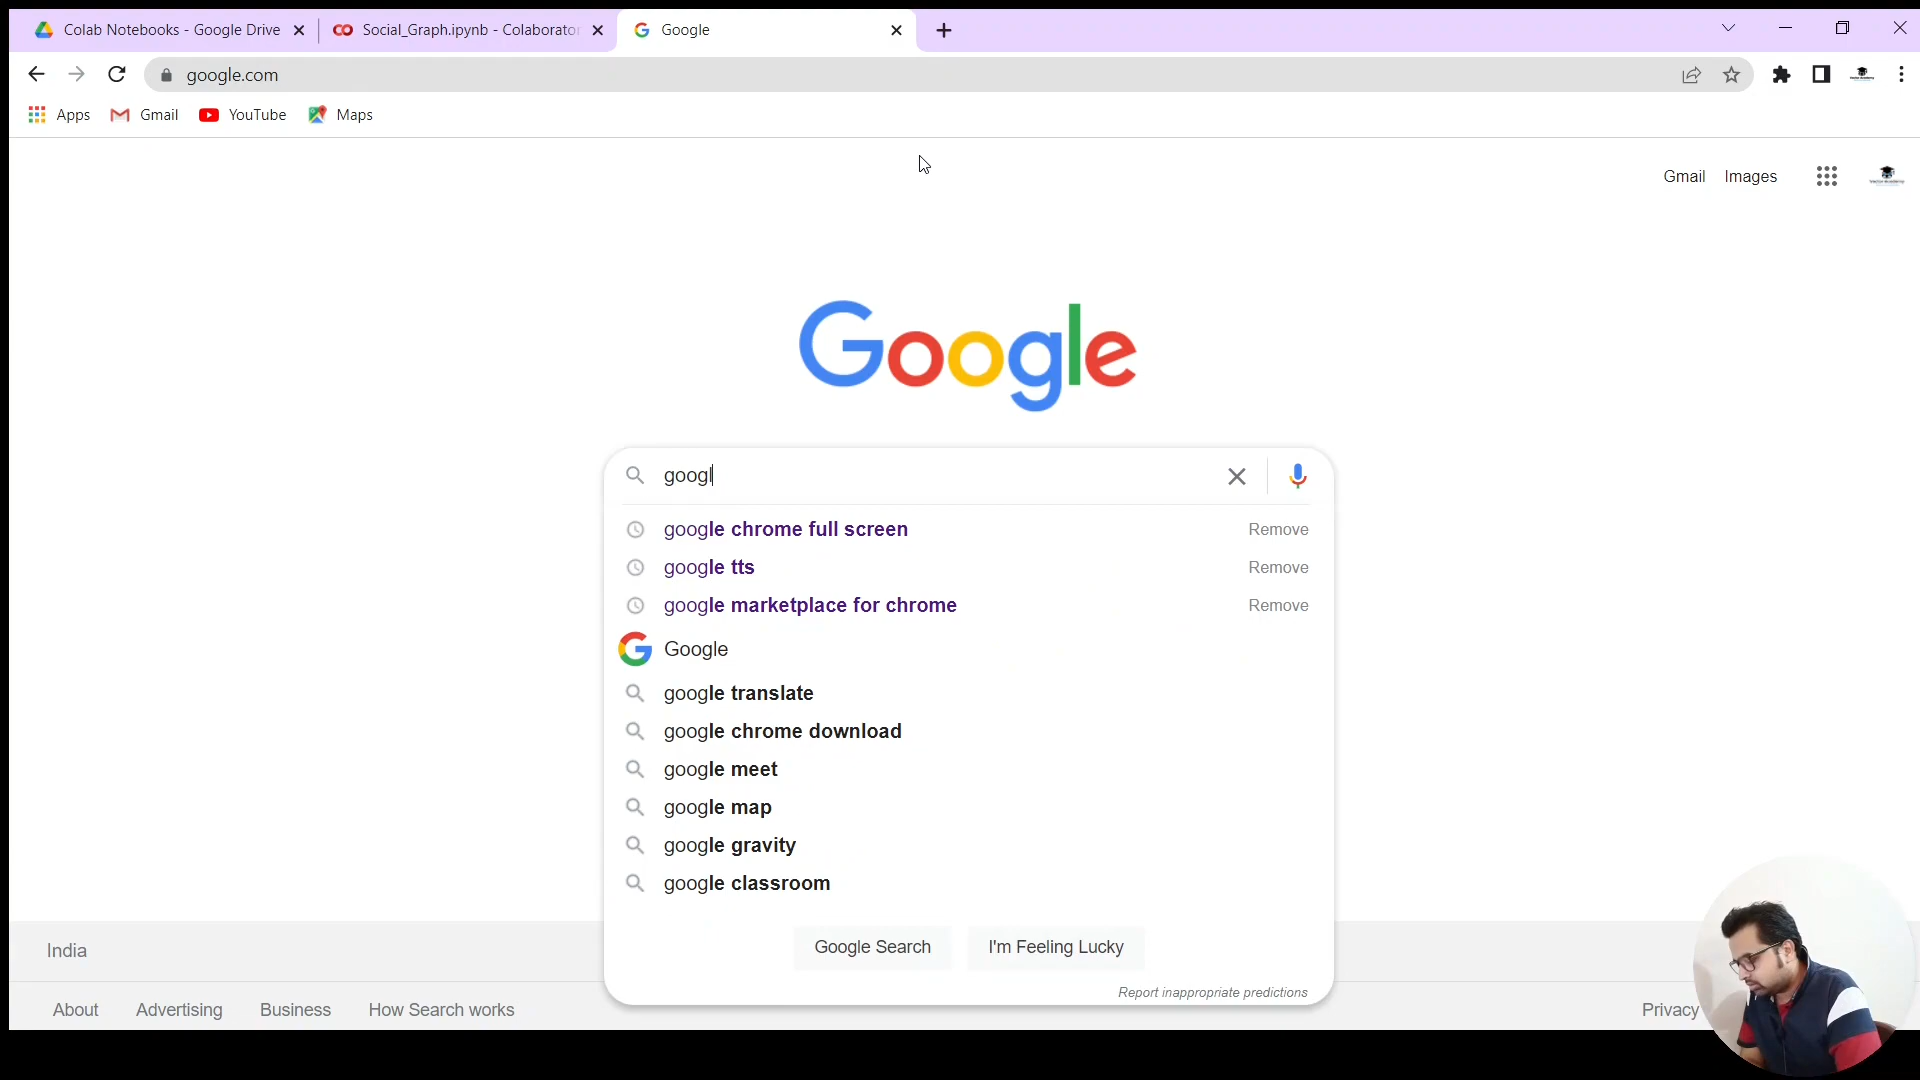 Colab Notebooks - Google Drive
Social_Graph.ipynb - Colaborator
Google
google.com
Apps
Gmail
YouTube
Maps
Gmail
Images
Google
googl
google chrome full screen
Remove
google tts
Remove
google marketplace for chrome
Remove
Google
google translate
google chrome download
google meet
google map
google gravity
google classroom
Google Search
I'm Feeling Lucky
Report inappropriate predictions
India
About
Advertising
Business
How Search works
Privacy